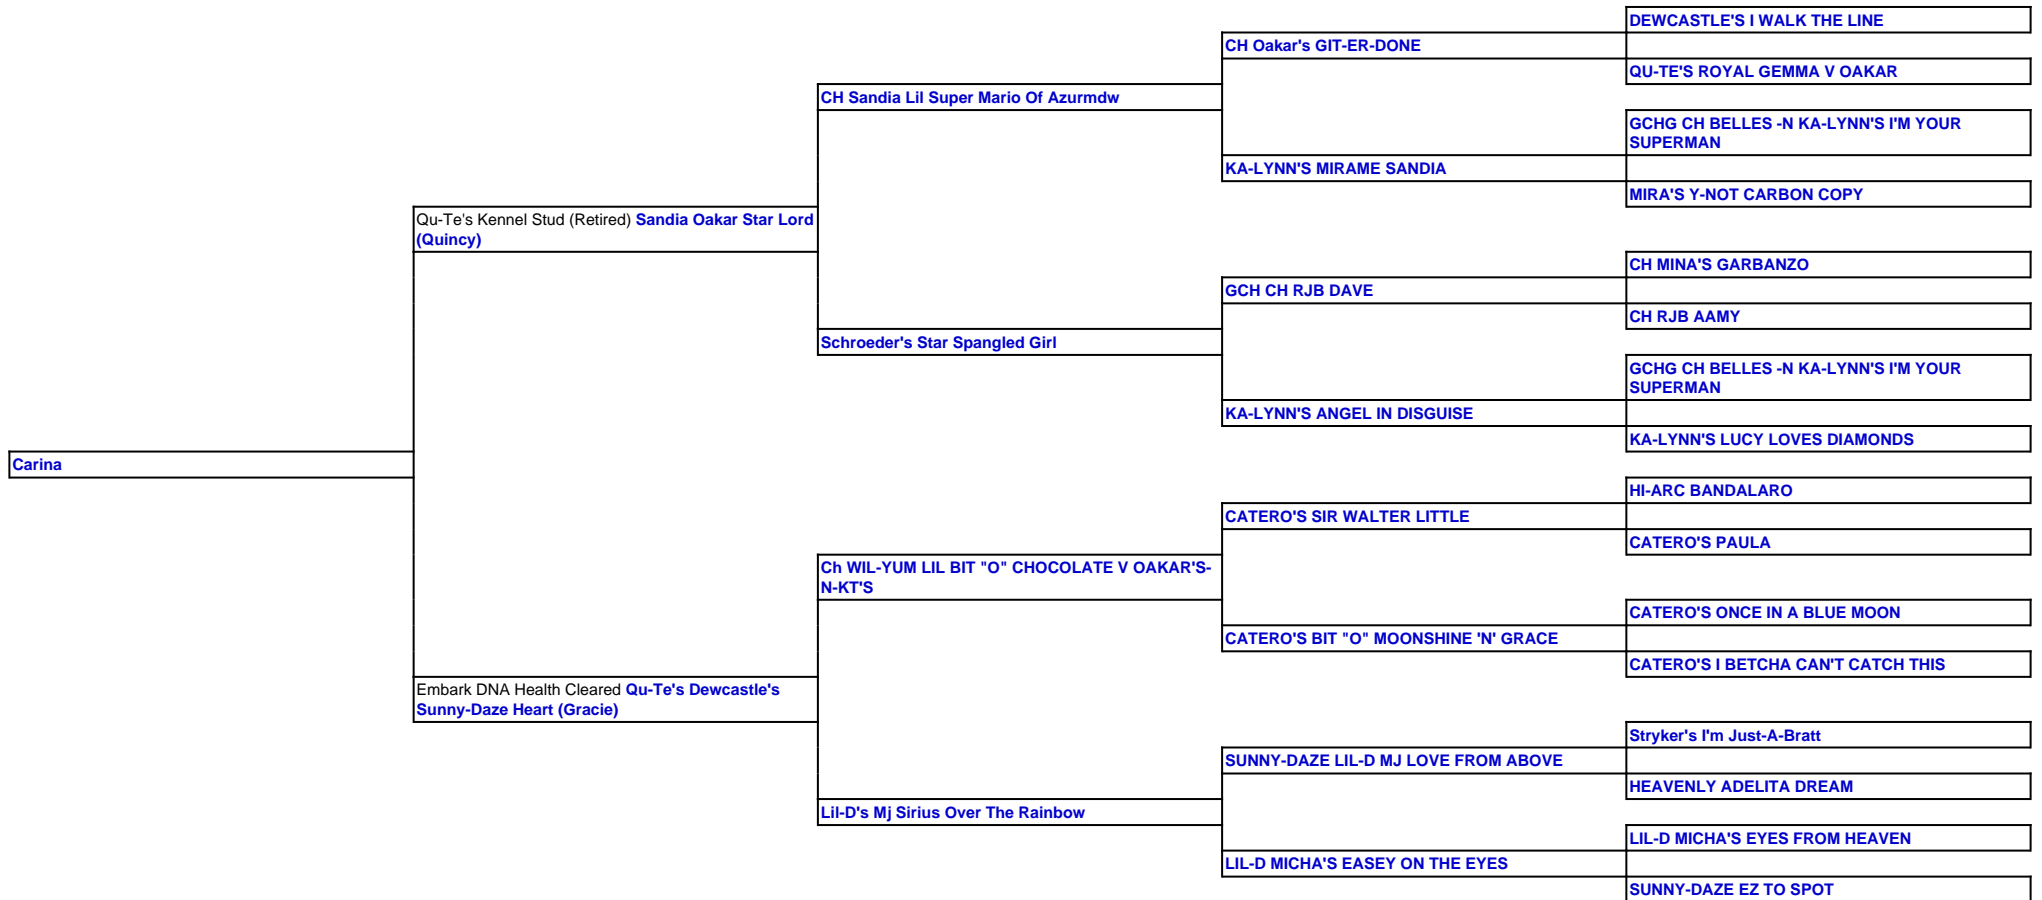 DEWCASTLE'S I WALK THE LINE
CH Oakar's GIT-ER-DONE
QU-TE'S ROYAL GEMMA V OAKAR
CH Sandia Lil Super Mario Of Azurmdw
GCHG CH BELLES -N KA-LYNN'S I'M YOUR
SUPERMAN
KA-LYNN'S MIRAME SANDIA
MIRA'S Y-NOT CARBON COPY
Qu-Te's Kennel Stud (Retired) Sandia Oakar Star Lord
(Quincy)
CH MINA'S GARBANZO
GCH CH RJB DAVE
CH RJB AAMY
Schroeder's Star Spangled Girl
GCHG CH BELLES -N KA-LYNN'S I'M YOUR
SUPERMAN
KA-LYNN'S ANGEL IN DISGUISE
KA-LYNN'S LUCY LOVES DIAMONDS
Carina
HI-ARC BANDALARO
CATERO'S SIR WALTER LITTLE
CATERO'S PAULA
Ch WIL-YUM LIL BIT "O" CHOCOLATE V OAKAR'S-
N-KT'S
CATERO'S ONCE IN A BLUE MOON
CATERO'S BIT "O" MOONSHINE 'N' GRACE
CATERO'S I BETCHA CAN'T CATCH THIS
Embark DNA Health Cleared Qu-Te's Dewcastle's
Sunny-Daze Heart (Gracie)
Stryker's I'm Just-A-Bratt
SUNNY-DAZE LIL-D MJ LOVE FROM ABOVE
HEAVENLY ADELITA DREAM
Lil-D's Mj Sirius Over The Rainbow
LIL-D MICHA'S EYES FROM HEAVEN
LIL-D MICHA'S EASEY ON THE EYES
SUNNY-DAZE EZ TO SPOT